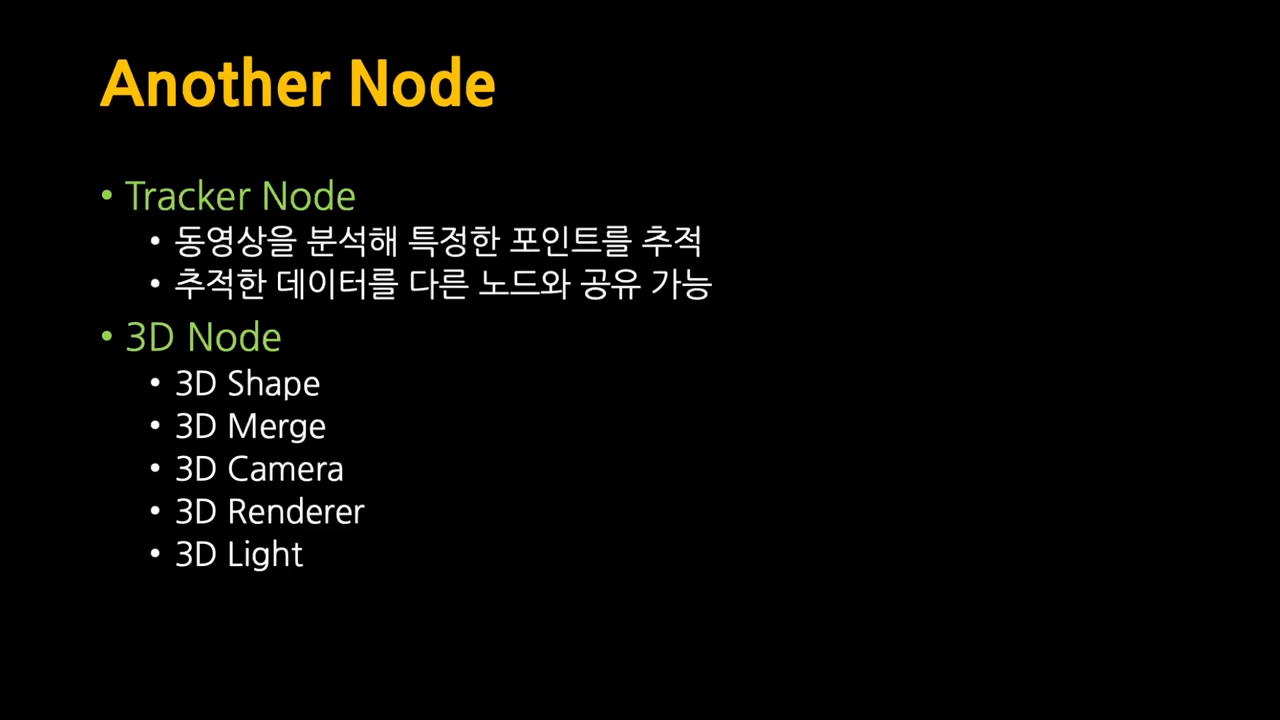 Another Node
• Tracker Node
• 동영상을 분석해 특정한 포인트를 추적
• 추적한 데이터를 다른 노드와 공유 가능
• 3D Node
• 3D Shape
• 3D Merge
• 3D Camera
• 3D Renderer
• 3D Light